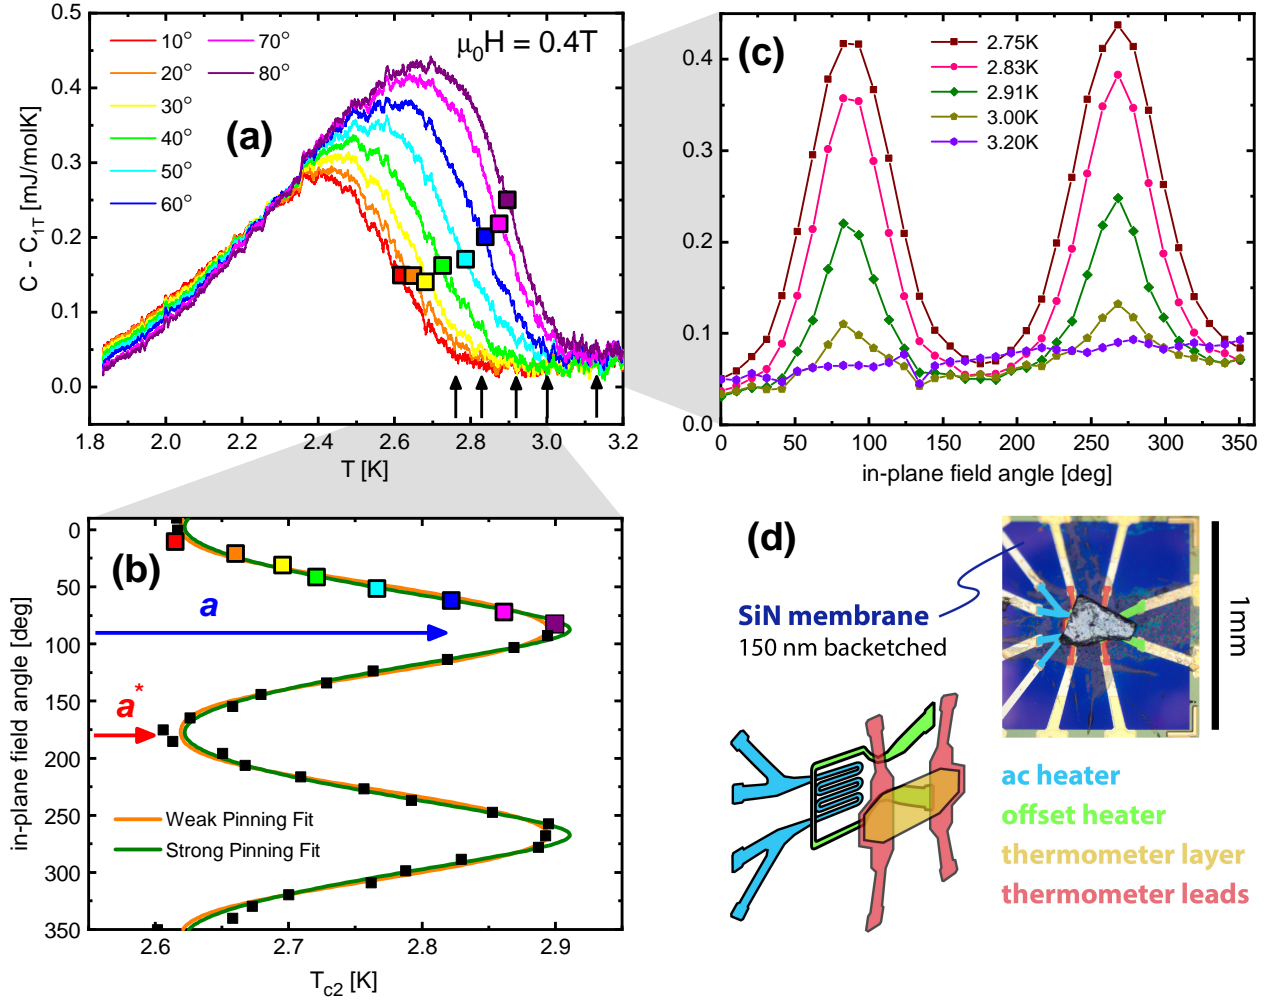 (a)
μ₀H = 0.4T
10°
20°
30°
40°
50°
60°
70°
80°
C - C1T [mJ/molK]
0.5
0.4
0.3
0.2
0.1
0.0
1.8 2.0 2.2 2.4 2.6 2.8 3.0 3.2
T [K]
(c)
2.75K
2.83K
2.91K
3.00K
3.20K
0.4
0.3
0.2
0.1
0.0
0 50 100 150 200 250 300 350
in-plane field angle [deg]
(b)
a
a*
Weak Pinning Fit
Strong Pinning Fit
in-plane field angle [deg]
0
50
100
150
200
250
300
350
2.6 2.7 2.8 2.9
Tc2 [K]
(d)
SiN membrane
150 nm backetched
1mm
ac heater
offset heater
thermometer layer
thermometer leads